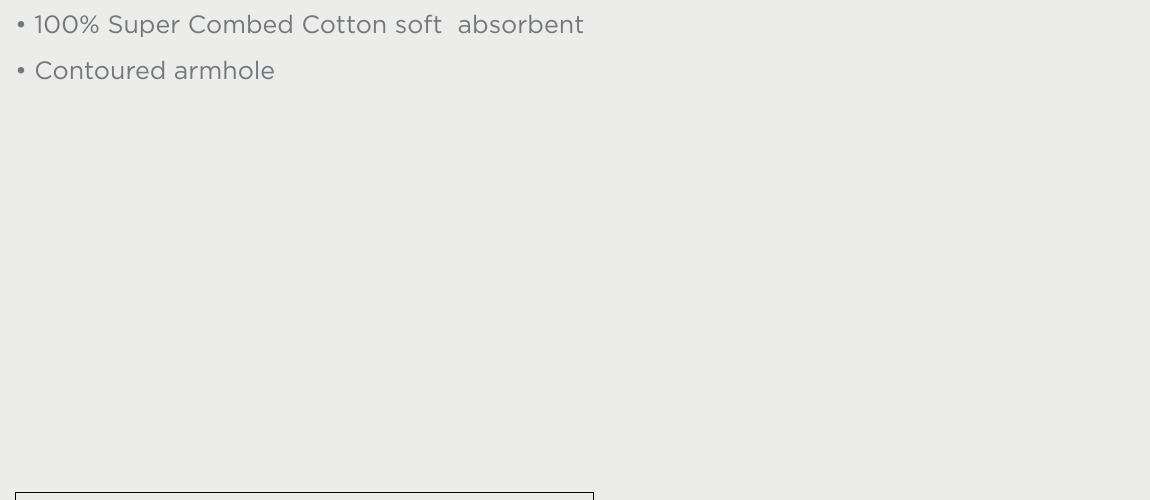 • 100% Super Combed Cotton soft  absorbent
• Contoured armhole